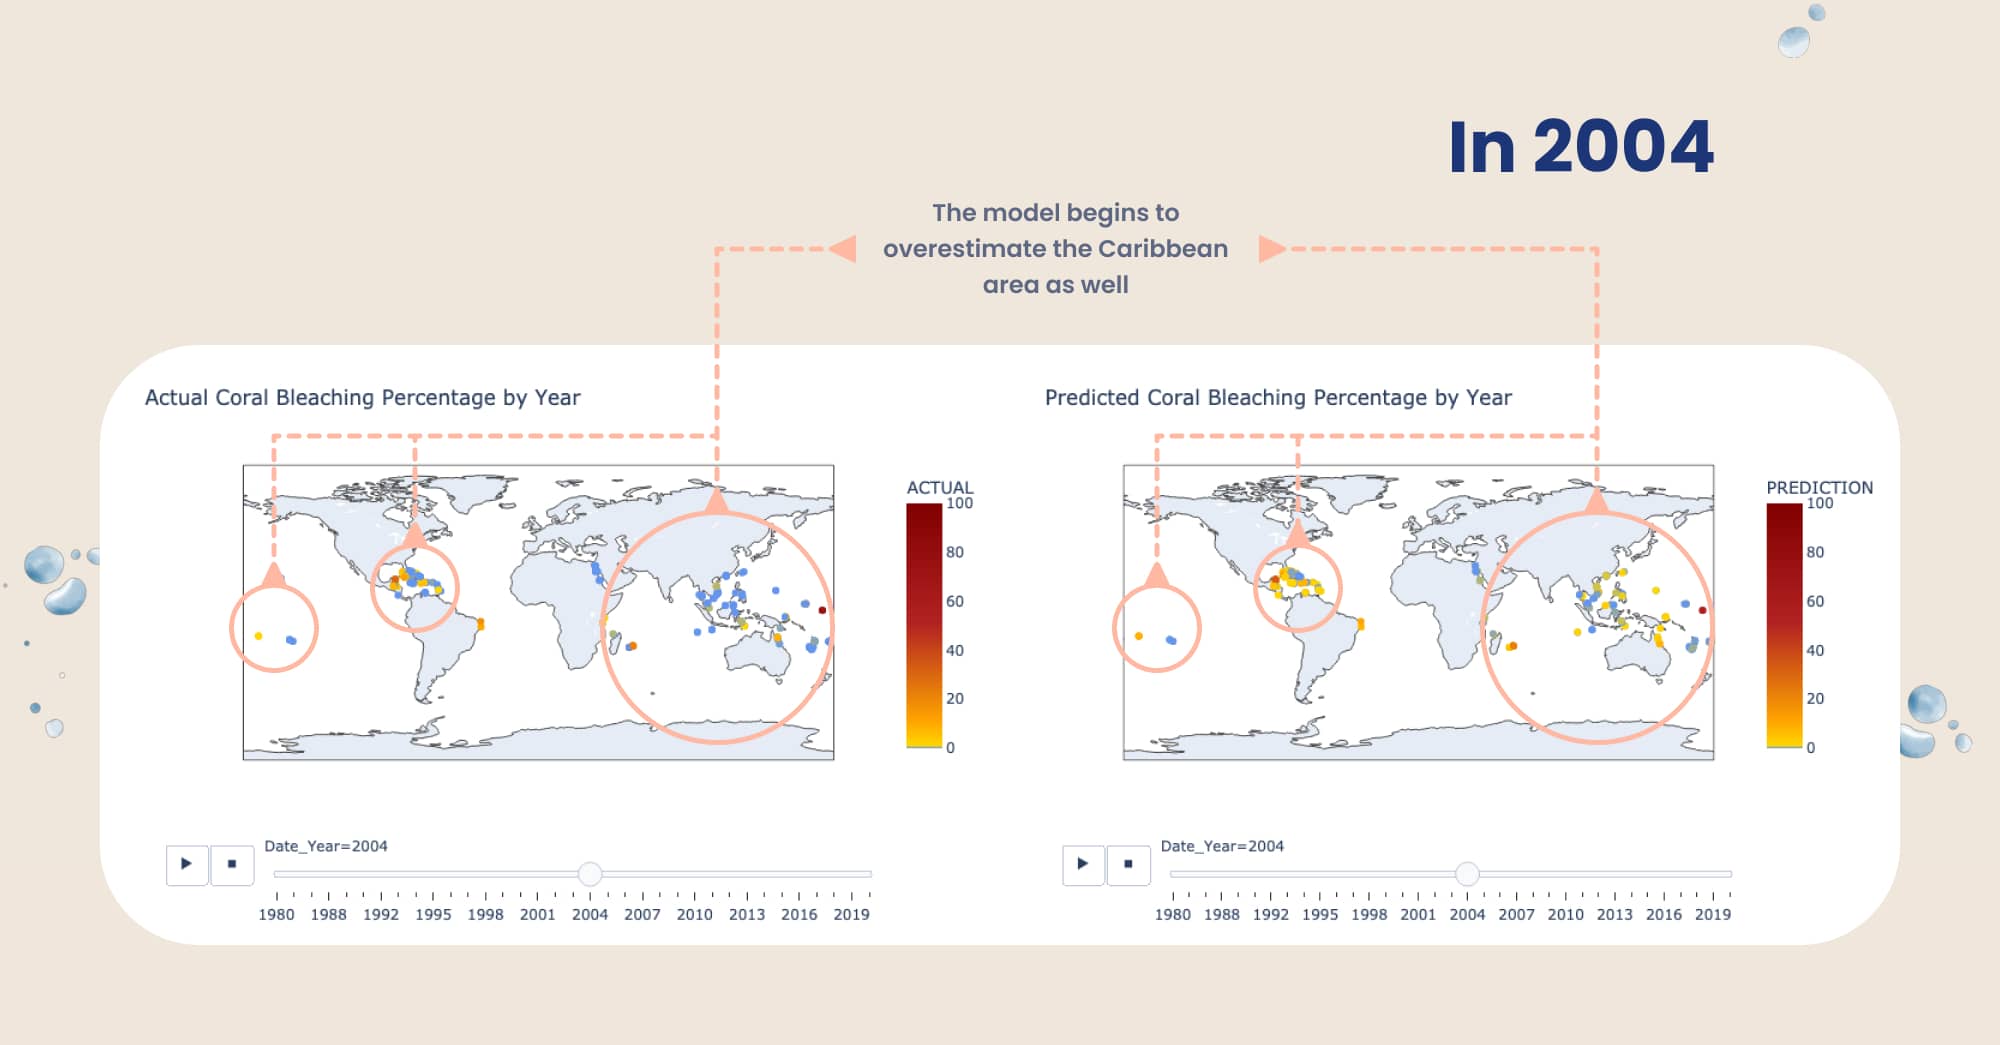 In 2004
The model begins to
overestimate the Caribbean
area as well
Actual Coral Bleaching Percentage by Year
ACTUAL
100
80
60
40
20
0
Date_Year=2004
1980 1988 1992 1995 1998 2001 2004 2007 2010 2013 2016 2019
Predicted Coral Bleaching Percentage by Year
PREDICTION
100
80
60
40
20
0
Date_Year=2004
1980 1988 1992 1995 1998 2001 2004 2007 2010 2013 2016 2019